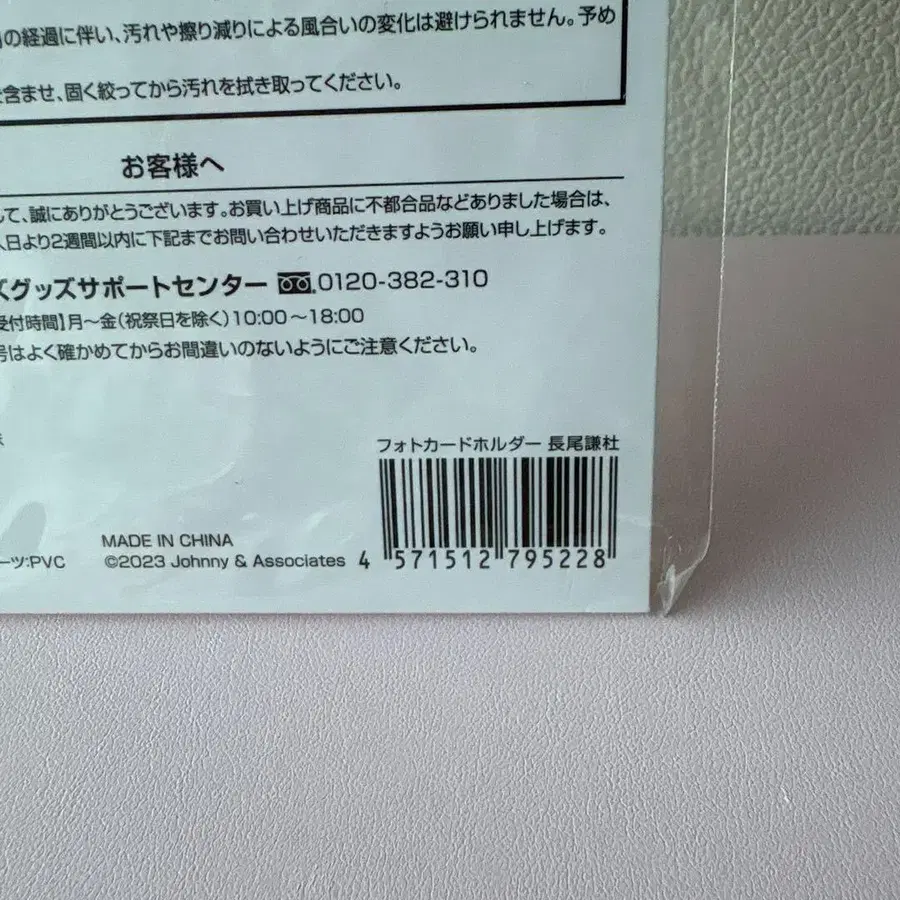 の経過に伴い、汚れや擦り減りによる風合いの変化は避けられません。予め
含ませ、固く絞ってから汚れを拭き取ってください。
お客様へ
して、誠にありがとうございます。お買い上げ商品に不都合品などありました場合は、
日より2週間以内に下記までお問い合わせいただきますようお願い申し上げます。
ズグッズサポートセンター 0120-382-310
受付時間】月〜金(祝祭日を除く)10:00〜18:00
号はよく確かめてからお間違いのないようにご注意ください。
フォトカードホルダー 長尾謙杜
MADE IN CHINA
ーツ:PVC ©2023 Johnny & Associates 4 571512 795228